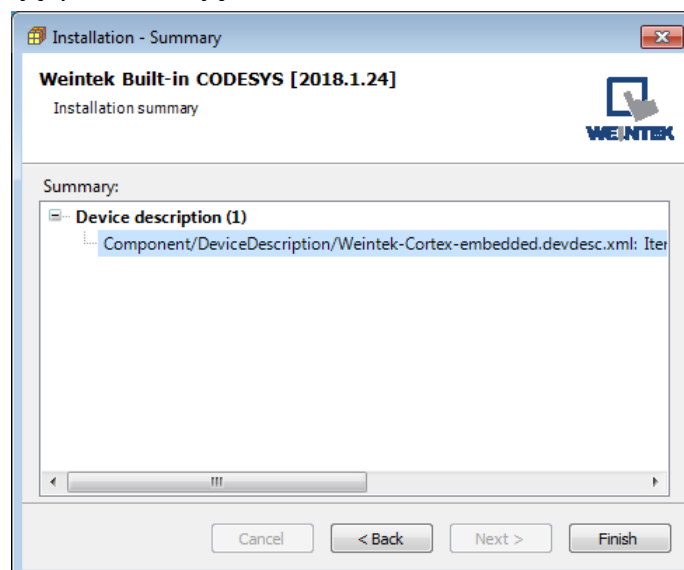 Installation - Summary
Weintek Built-in CODESYS [2018.1.24]
Installation summary
WEINTEK
Summary:
Device description (1)
Component/DeviceDescription/Weintek-Cortex-embedded.devdesc.xml: Iter
Cancel
< Back
Next >
Finish